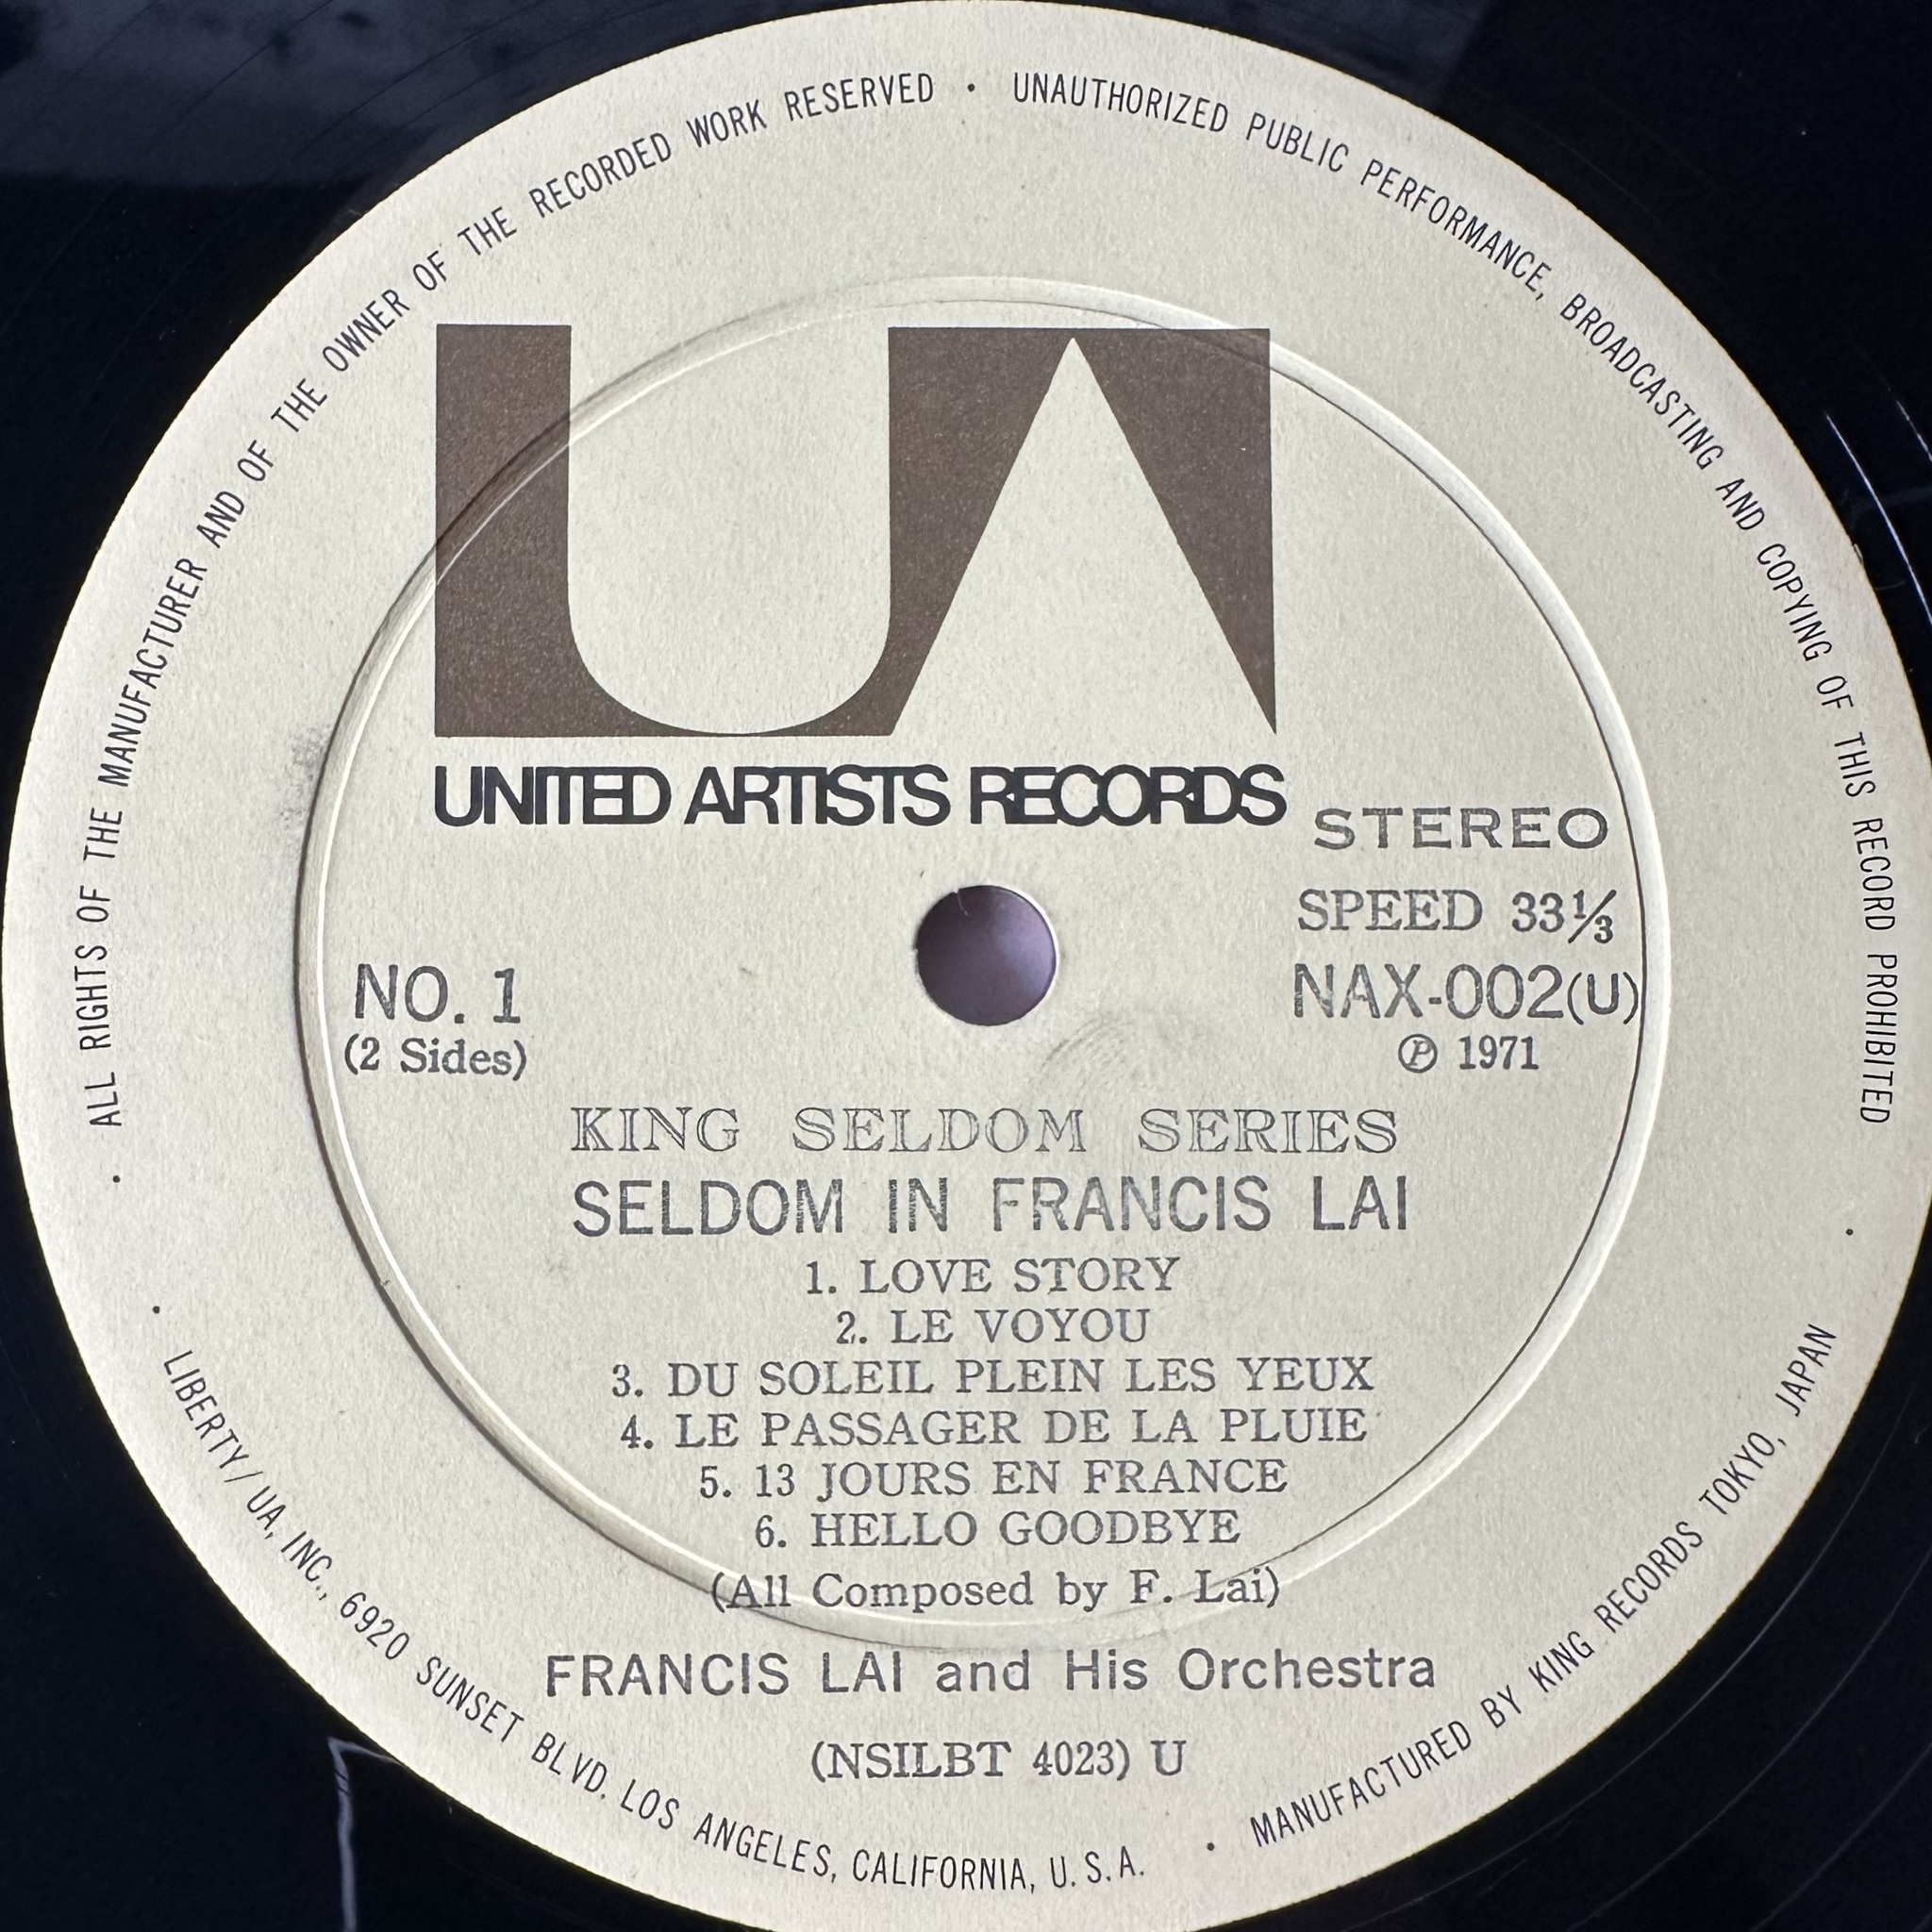 • ALL RIGHTS OF THE MANUFACTURER AND OF THE OWNER OF THE RECORDED WORK RESERVED • UNAUTHORIZED PUBLIC PERFORMANCE, BROADCASTING AND COPYING OF THIS RECORD PROHIBITED •
UA
UNITED ARTISTS RECORDS
STEREO
SPEED 33⅓
NO. 1
NAX-002(U)
(2 Sides)
℗ 1971
KING SELDOM SERIES
SELDOM IN FRANCIS LAI
1. LOVE STORY
2. LE VOYOU
3. DU SOLEIL PLEIN LES YEUX
4. LE PASSAGER DE LA PLUIE
5. 13 JOURS EN FRANCE
6. HELLO GOODBYE
(All Composed by F. Lai)
FRANCIS LAI and His Orchestra
(NSILBT 4023) U
• LIBERTY/UA, INC., 6920 SUNSET BLVD. LOS ANGELES, CALIFORNIA, U.S.A. • MANUFACTURED BY KING RECORDS TOKYO, JAPAN